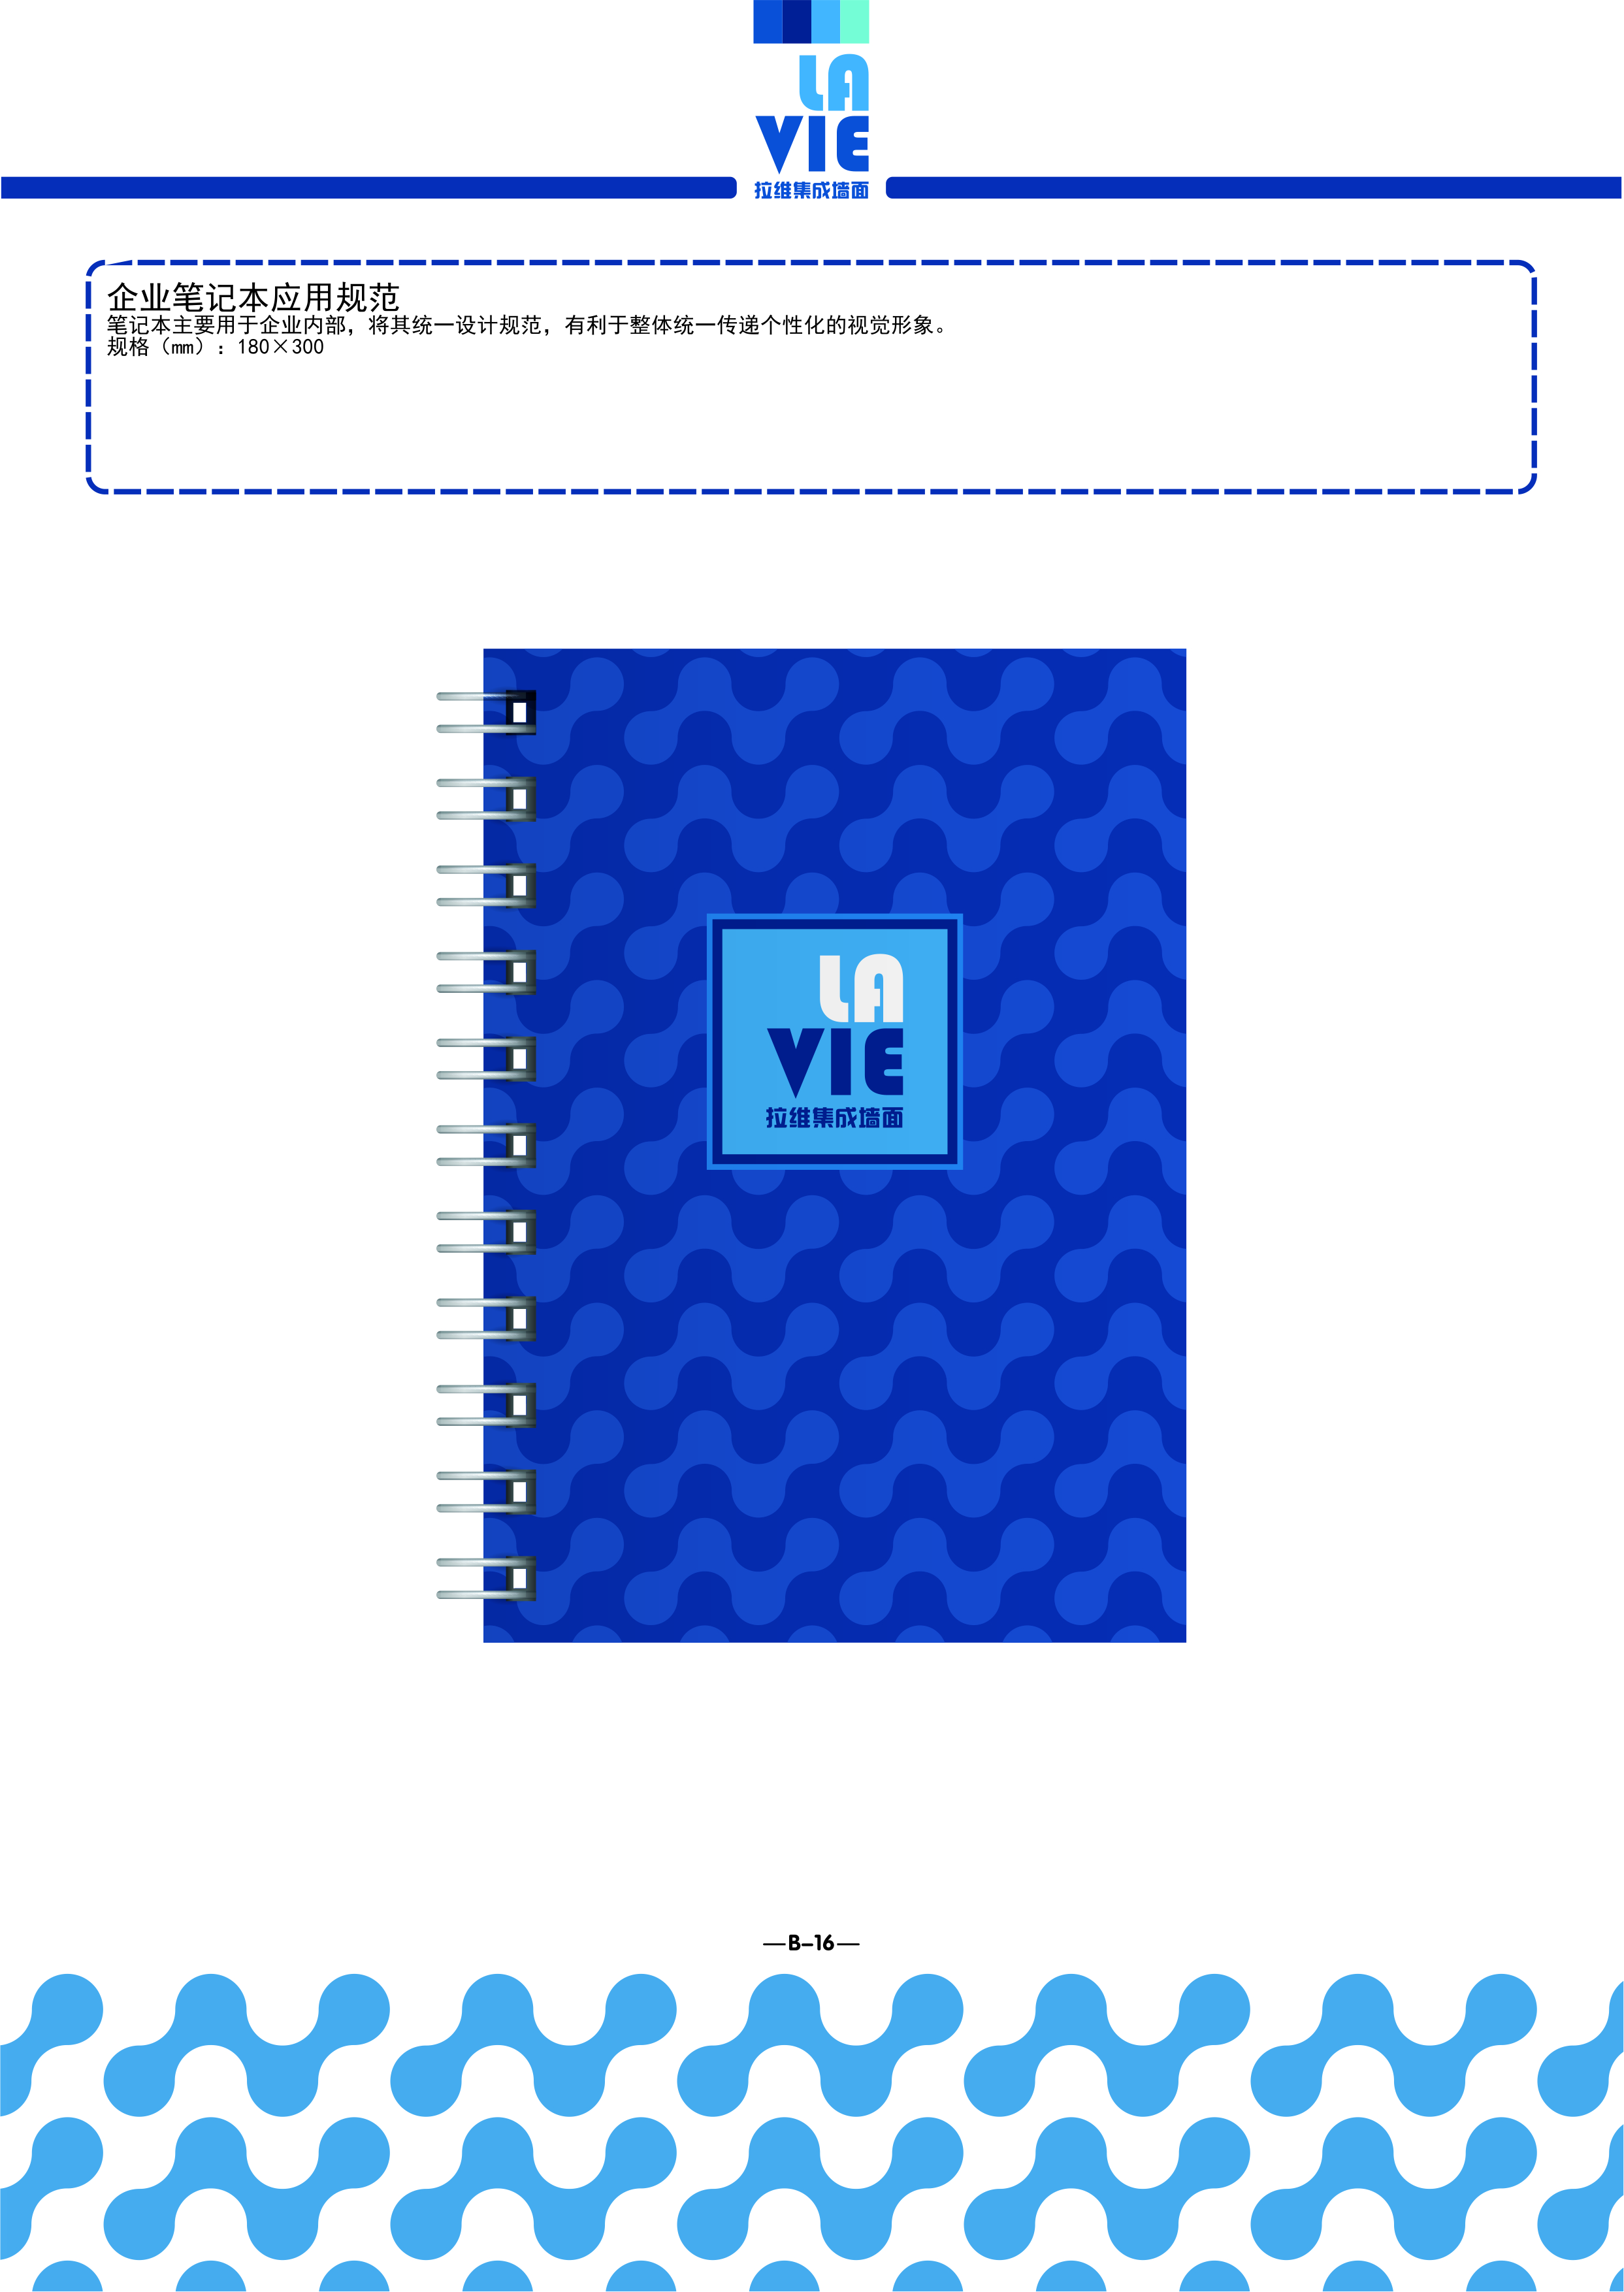 LA
VIE
拉维集成墙面
企业笔记本应用规范
笔记本主要用于企业内部，将其统一设计规范，有利于整体统一传递个性化的视觉形象。
规格（mm）：180×300
LA
VIE
拉维集成墙面
—B-16—